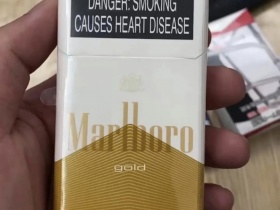 DANGER: SMOKING
CAUSES HEART DISEASE
Marlboro
gold